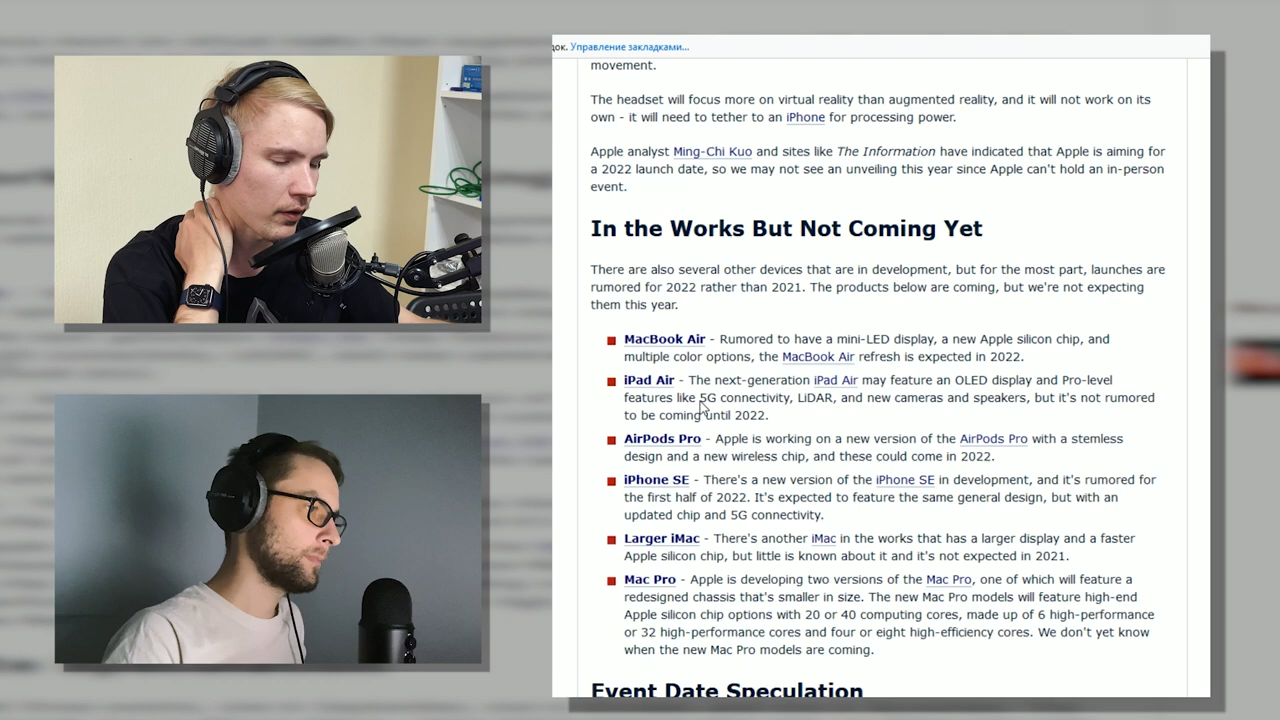 док. Управление закладками...
movement.
The headset will focus more on virtual reality than augmented reality, and it will not work on its
own - it will need to tether to an iPhone for processing power.
Apple analyst Ming-Chi Kuo and sites like The Information have indicated that Apple is aiming for
a 2022 launch date, so we may not see an unveiling this year since Apple can't hold an in-person
event.
In the Works But Not Coming Yet
There are also several other devices that are in development, but for the most part, launches are
rumored for 2022 rather than 2021. The products below are coming, but we're not expecting
them this year.
MacBook Air - Rumored to have a mini-LED display, a new Apple silicon chip, and
multiple color options, the MacBook Air refresh is expected in 2022.
iPad Air - The next-generation iPad Air may feature an OLED display and Pro-level
features like 5G connectivity, LiDAR, and new cameras and speakers, but it's not rumored
to be coming until 2022.
AirPods Pro - Apple is working on a new version of the AirPods Pro with a stemless
design and a new wireless chip, and these could come in 2022.
iPhone SE - There's a new version of the iPhone SE in development, and it's rumored for
the first half of 2022. It's expected to feature the same general design, but with an
updated chip and 5G connectivity.
Larger iMac - There's another iMac in the works that has a larger display and a faster
Apple silicon chip, but little is known about it and it's not expected in 2021.
Mac Pro - Apple is developing two versions of the Mac Pro, one of which will feature a
redesigned chassis that's smaller in size. The new Mac Pro models will feature high-end
Apple silicon chip options with 20 or 40 computing cores, made up of 6 high-performance
or 32 high-performance cores and four or eight high-efficiency cores. We don't yet know
when the new Mac Pro models are coming.
Event Date Speculation